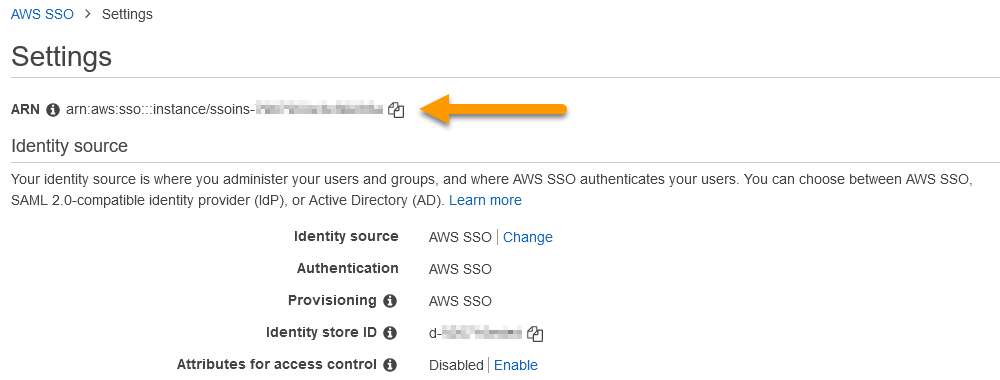 AWS SSO > Settings
Settings
ARN arn:aws:sso:::instance/ssoins-
Identity source
Your identity source is where you administer your users and groups, and where AWS SSO authenticates your users. You can choose between AWS SSO,
SAML 2.0-compatible identity provider (IdP), or Active Directory (AD). Learn more
Identity source AWS SSO | Change
Authentication AWS SSO
Provisioning AWS SSO
Identity store ID d-
Attributes for access control Disabled | Enable